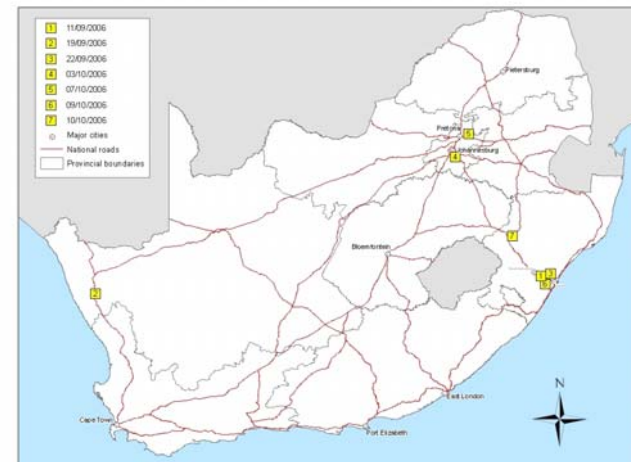 1 11/09/2006
2 19/09/2006
3 22/09/2006
4 03/10/2006
5 07/10/2006
6 09/10/2006
7 10/10/2006
Major cities
National roads
Provincial boundaries
Pietersburg
Pretoria
5
Johannesburg
4
7
Bloemfontein
1
3
6
2
N
East London
Cape Town
Port Elizabeth